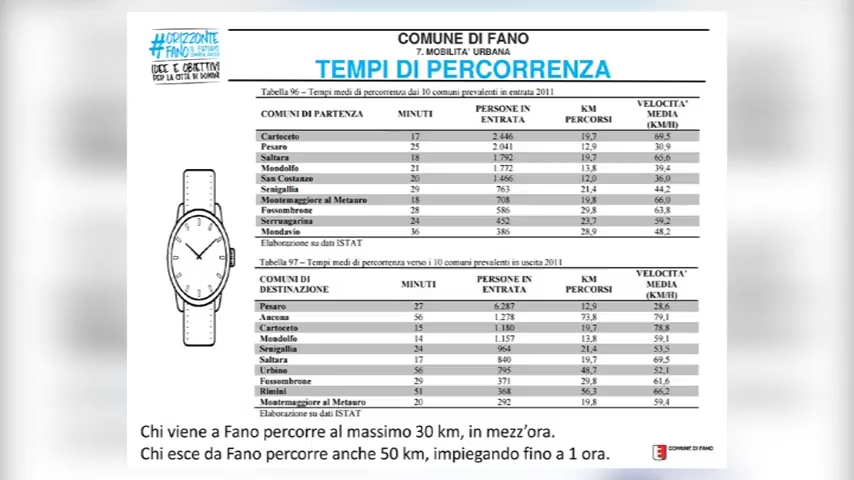 #ORIZZONTE
FANO IL FUTURO
IDEE E OBIETTIVI
PER LA CITTÀ DI DOMANI
COMUNE DI FANO
7. MOBILITA' URBANA
TEMPI DI PERCORRENZA
Tabella 96 – Tempi medi di percorrenza dai 10 comuni prevalenti in entrata 2011
COMUNI DI PARTENZA MINUTI PERSONE IN ENTRATA KM PERCORSI VELOCITA' MEDIA (KM/H)
Cartoceto 17 2.446 19,7 69,5
Pesaro 25 2.041 12,9 30,9
Saltara 18 1.792 19,7 65,6
Mondolfo 21 1.772 13,8 39,4
San Costanzo 20 1.466 12,0 36,0
Senigallia 29 763 21,4 44,2
Montemaggiore al Metauro 18 708 19,8 66,0
Fossombrone 28 586 29,8 63,8
Serrungarina 24 452 23,7 59,2
Mondavio 36 386 28,9 48,2
Elaborazione su dati ISTAT
Tabella 97 – Tempi medi di percorrenza verso i 10 comuni prevalenti in uscita 2011
COMUNI DI DESTINAZIONE MINUTI PERSONE IN ENTRATA KM PERCORSI VELOCITA' MEDIA (KM/H)
Pesaro 27 6.287 12,9 28,6
Ancona 56 1.278 73,8 79,1
Cartoceto 15 1.180 19,7 78,8
Mondolfo 14 1.157 13,8 59,1
Senigallia 24 964 21,4 53,5
Saltara 17 840 19,7 69,5
Urbino 56 795 48,7 52,1
Fossombrone 29 371 29,8 61,6
Rimini 51 368 56,3 66,2
Montemaggiore al Metauro 20 292 19,8 59,4
Elaborazione su dati ISTAT
Chi viene a Fano percorre al massimo 30 km, in mezz'ora.
Chi esce da Fano percorre anche 50 km, impiegando fino a 1 ora.
COMUNE DI FANO